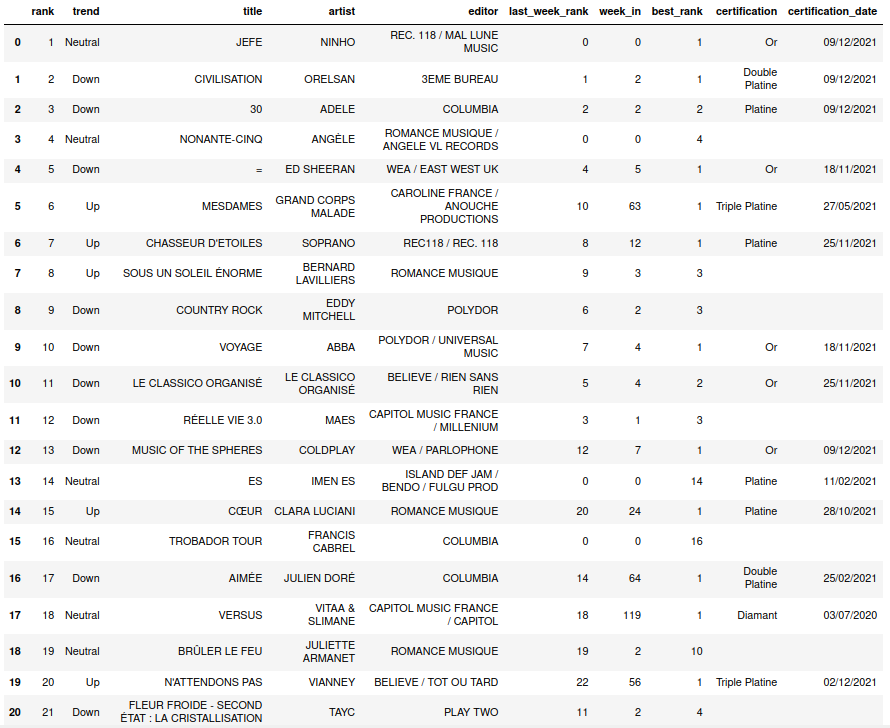 rank trend title artist editor last_week_rank week_in best_rank certification certification_date
0 1 Neutral JEFE NINHO REC. 118 / MAL LUNE MUSIC 0 0 1 Or 09/12/2021
1 2 Down CIVILISATION ORELSAN 3EME BUREAU 1 2 1 Double Platine 09/12/2021
2 3 Down 30 ADELE COLUMBIA 2 2 2 Platine 09/12/2021
3 4 Neutral NONANTE-CINQ ANGÈLE ROMANCE MUSIQUE / ANGELE VL RECORDS 0 0 4
4 5 Down = ED SHEERAN WEA / EAST WEST UK 4 5 1 Or 18/11/2021
5 6 Up MESDAMES GRAND CORPS MALADE CAROLINE FRANCE / ANOUCHE PRODUCTIONS 10 63 1 Triple Platine 27/05/2021
6 7 Up CHASSEUR D'ETOILES SOPRANO REC118 / REC. 118 8 12 1 Platine 25/11/2021
7 8 Up SOUS UN SOLEIL ÉNORME BERNARD LAVILLIERS ROMANCE MUSIQUE 9 3 3
8 9 Down COUNTRY ROCK EDDY MITCHELL POLYDOR 6 2 3
9 10 Down VOYAGE ABBA POLYDOR / UNIVERSAL MUSIC 7 4 1 Or 18/11/2021
10 11 Down LE CLASSICO ORGANISÉ LE CLASSICO ORGANISÉ BELIEVE / RIEN SANS RIEN 5 4 2 Or 25/11/2021
11 12 Down RÉELLE VIE 3.0 MAES CAPITOL MUSIC FRANCE / MILLENIUM 3 1 3
12 13 Down MUSIC OF THE SPHERES COLDPLAY WEA / PARLOPHONE 12 7 1 Or 09/12/2021
13 14 Neutral ES IMEN ES ISLAND DEF JAM / BENDO / FULGU PROD 0 0 14 Platine 11/02/2021
14 15 Up CŒUR CLARA LUCIANI ROMANCE MUSIQUE 20 24 1 Platine 28/10/2021
15 16 Neutral TROBADOR TOUR FRANCIS CABREL COLUMBIA 0 0 16
16 17 Down AIMÉE JULIEN DORÉ COLUMBIA 14 64 1 Double Platine 25/02/2021
17 18 Neutral VERSUS VITAA & SLIMANE CAPITOL MUSIC FRANCE / CAPITOL 18 119 1 Diamant 03/07/2020
18 19 Neutral BRÛLER LE FEU JULIETTE ARMANET ROMANCE MUSIQUE 19 2 10
19 20 Up N'ATTENDONS PAS VIANNEY BELIEVE / TOT OU TARD 22 56 1 Triple Platine 02/12/2021
20 21 Down FLEUR FROIDE - SECOND ÉTAT : LA CRISTALLISATION TAYC PLAY TWO 11 2 4